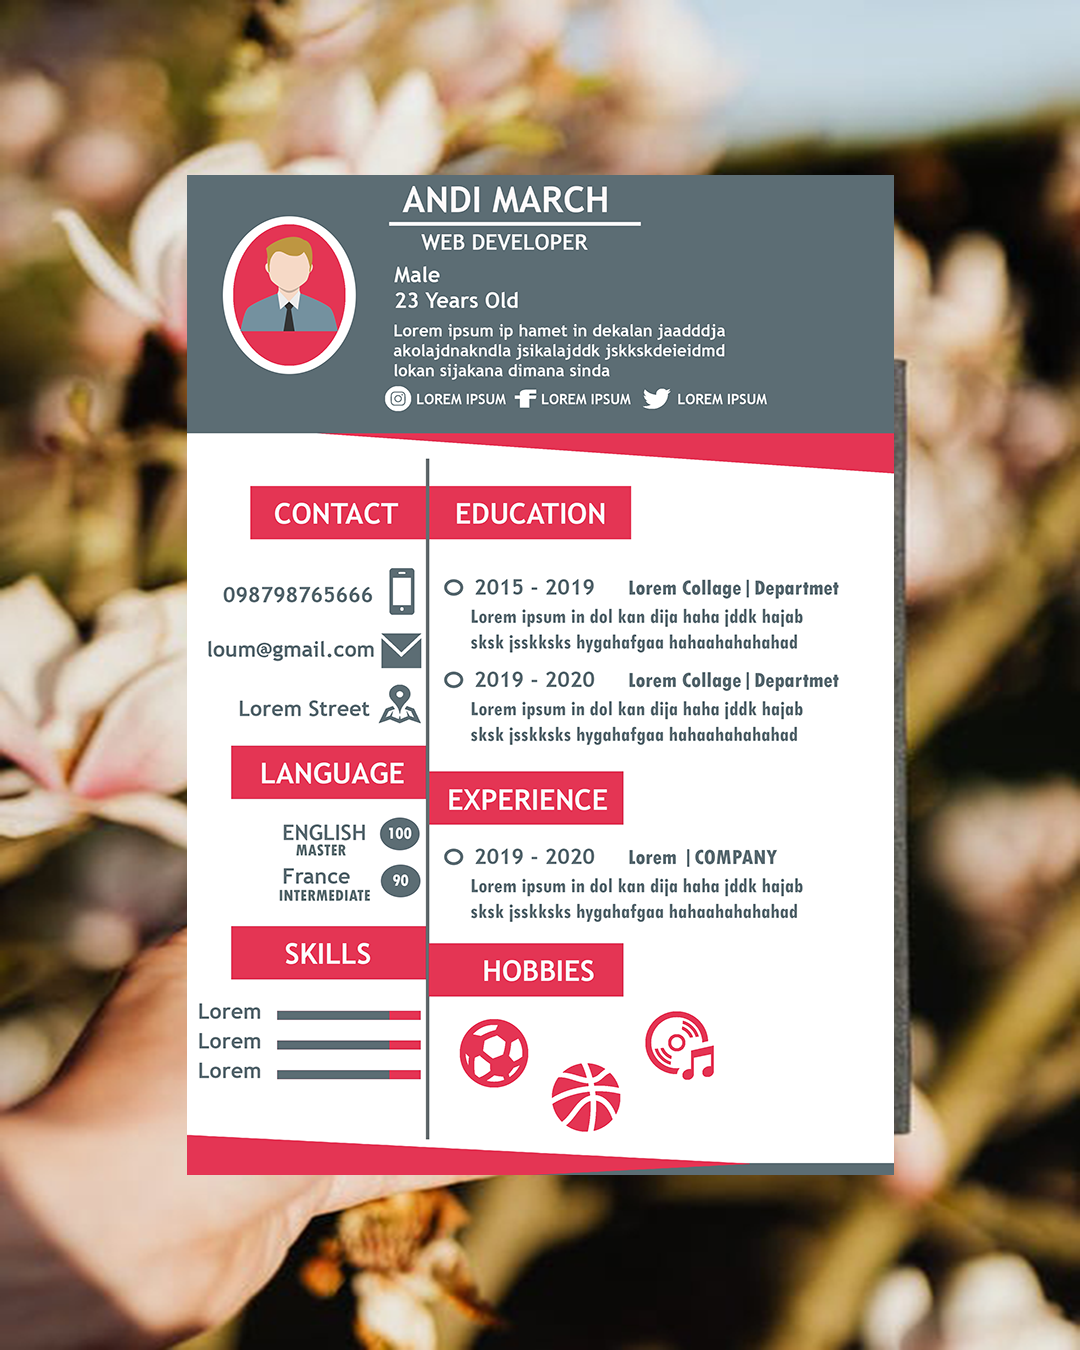 ANDI MARCH
WEB DEVELOPER
Male
23 Years Old
Lorem ipsum ip hamet in dekalan jaadddja
akolajdnakndla jsikalajddk jskkskdeieidmd
lokan sijakana dimana sinda
LOREM IPSUM LOREM IPSUM LOREM IPSUM
CONTACT
098798765666
loum@gmail.com
Lorem Street
LANGUAGE
ENGLISH 100
MASTER
France 90
INTERMEDIATE
SKILLS
Lorem
Lorem
Lorem
EDUCATION
2015 - 2019 Lorem Collage|Departmet
Lorem ipsum in dol kan dija haha jddk hajab
sksk jsskksks hygahafgaa hahaahahahahad
2019 - 2020 Lorem Collage|Departmet
Lorem ipsum in dol kan dija haha jddk hajab
sksk jsskksks hygahafgaa hahaahahahahad
EXPERIENCE
2019 - 2020 Lorem |COMPANY
Lorem ipsum in dol kan dija haha jddk hajab
sksk jsskksks hygahafgaa hahaahahahahad
HOBBIES